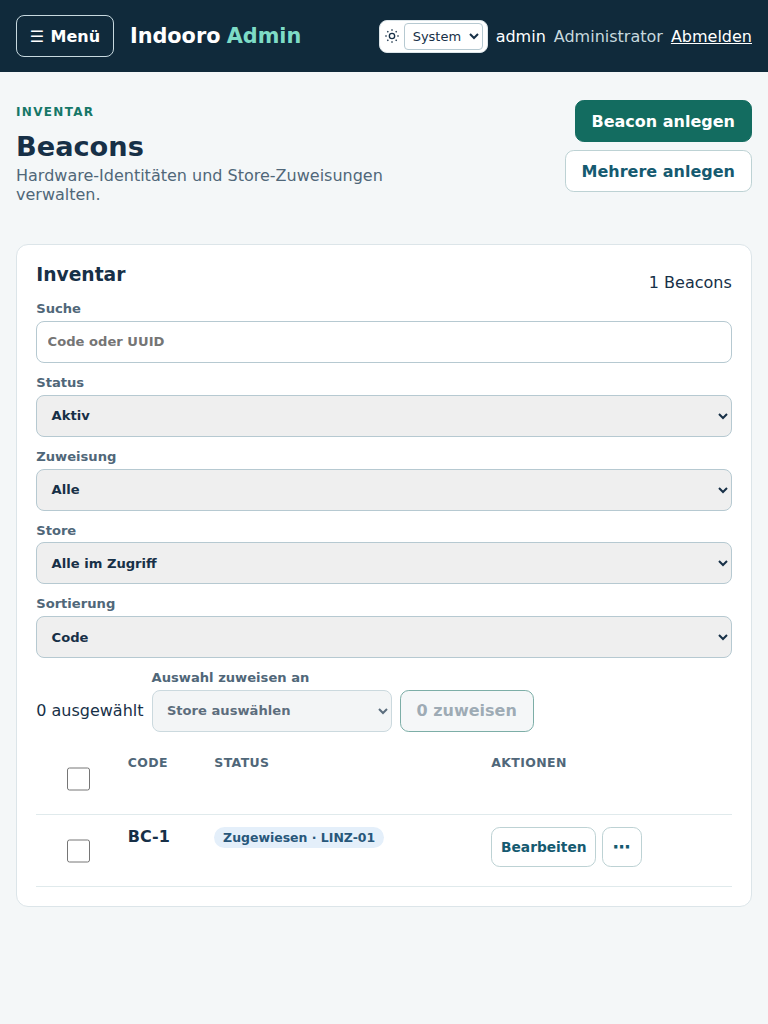 ☰ Menü
Indooro Admin
System
admin Administrator Abmelden
INVENTAR
Beacons
Hardware-Identitäten und Store-Zuweisungen
verwalten.
Beacon anlegen
Mehrere anlegen
Inventar
1 Beacons
Suche
Code oder UUID
Status
Aktiv
Zuweisung
Alle
Store
Alle im Zugriff
Sortierung
Code
Auswahl zuweisen an
0 ausgewählt
Store auswählen
0 zuweisen
CODE STATUS AKTIONEN
BC-1 Zugewiesen · LINZ-01 Bearbeiten ···